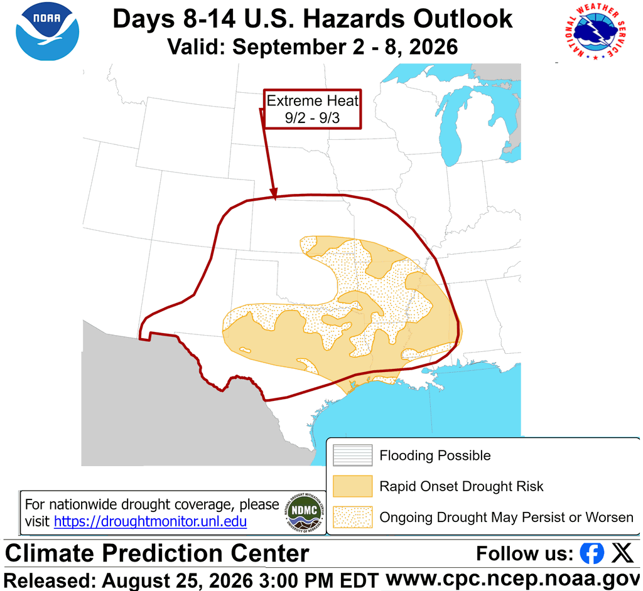 NOAA
Days 8-14 U.S. Hazards Outlook
Valid: September 2 - 8, 2026
NATIONAL WEATHER SERVICE
Extreme Heat
9/2 - 9/3
Flooding Possible
Rapid Onset Drought Risk
Ongoing Drought May Persist or Worsen
For nationwide drought coverage, please
visit https://droughtmonitor.unl.edu
NDMC
Climate Prediction Center
Follow us:
Released: August 25, 2026 3:00 PM EDT
www.cpc.ncep.noaa.gov